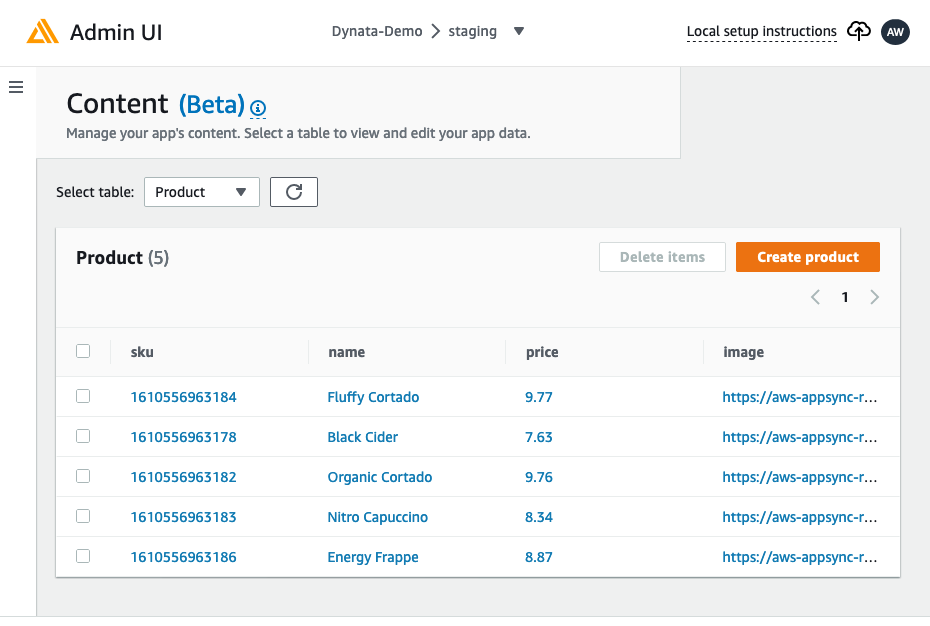 Admin UI
Dynata-Demo > staging
Local setup instructions
AW
Content (Beta)
Manage your app's content. Select a table to view and edit your app data.
Select table: Product
Product (5)
Delete items
Create product
1
sku name price image
1610556963184 Fluffy Cortado 9.77 https://aws-appsync-r...
1610556963178 Black Cider 7.63 https://aws-appsync-r...
1610556963182 Organic Cortado 9.76 https://aws-appsync-r...
1610556963183 Nitro Capuccino 8.34 https://aws-appsync-r...
1610556963186 Energy Frappe 8.87 https://aws-appsync-r...